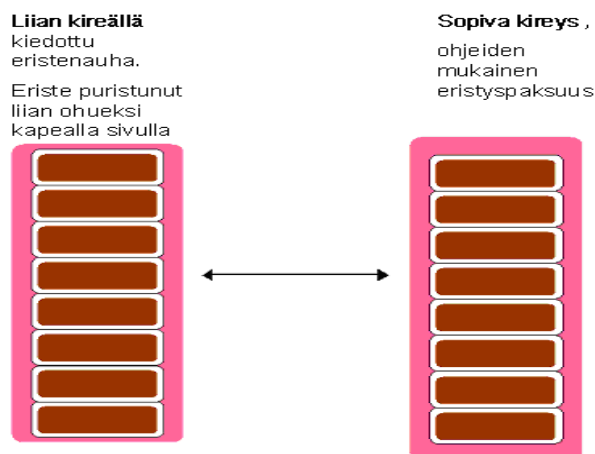 Liian kireällä
kiedottu
eristenauha.
Eriste puristunut
liian ohueksi
kapealla sivulla
Sopiva kireys ,
ohjeiden
mukainen
eristyspaksuus